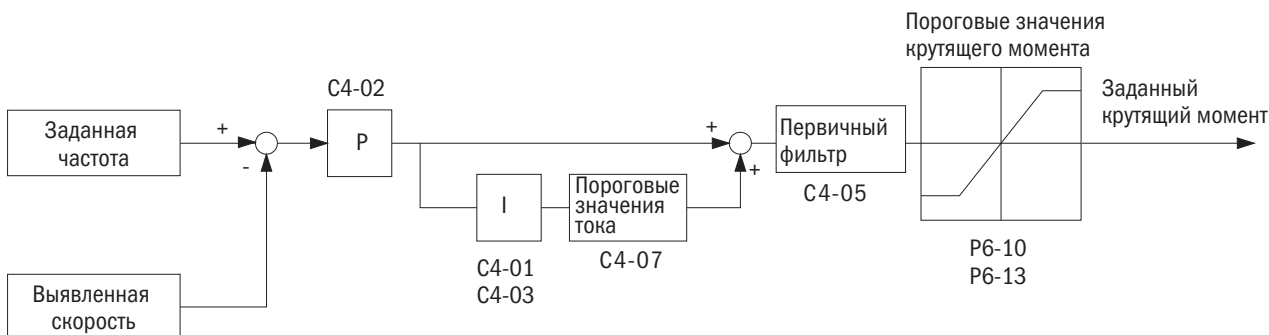 Пороговые значения
крутящего момента
C4-02
Заданный
крутящий момент
Заданная
частота
+
-
P
+
+
Первичный
фильтр
C4-05
I
Пороговые
значения
тока
C4-07
C4-01
C4-03
P6-10
P6-13
Выявленная
скорость